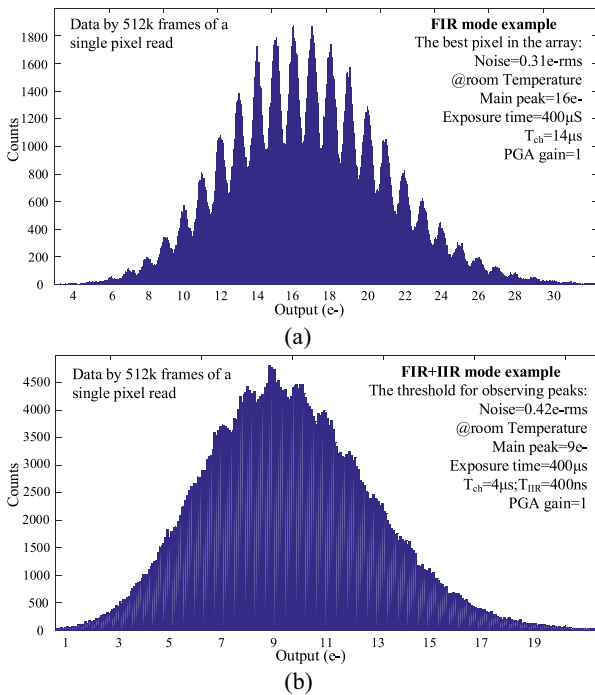 Data by 512k frames of a
single pixel read
FIR mode example
The best pixel in the array:
Noise=0.31e-rms
@room Temperature
Main peak=16e-
Exposure time=400μS
Tch=14μs
PGA gain=1
Counts
1800
1600
1400
1200
1000
800
600
400
200
0
4 6 8 10 12 14 16 18 20 22 24 26 28 30
Output (e-)
(a)
Data by 512k frames of a
single pixel read
FIR+IIR mode example
The threshold for observing peaks:
Noise=0.42e-rms
@room Temperature
Main peak=9e-
Exposure time=400μs
Tch=4μs;TIIR=400ns
PGA gain=1
Counts
4500
4000
3500
3000
2500
2000
1500
1000
500
0
1 3 5 7 9 11 13 15 17 19
Output (e-)
(b)